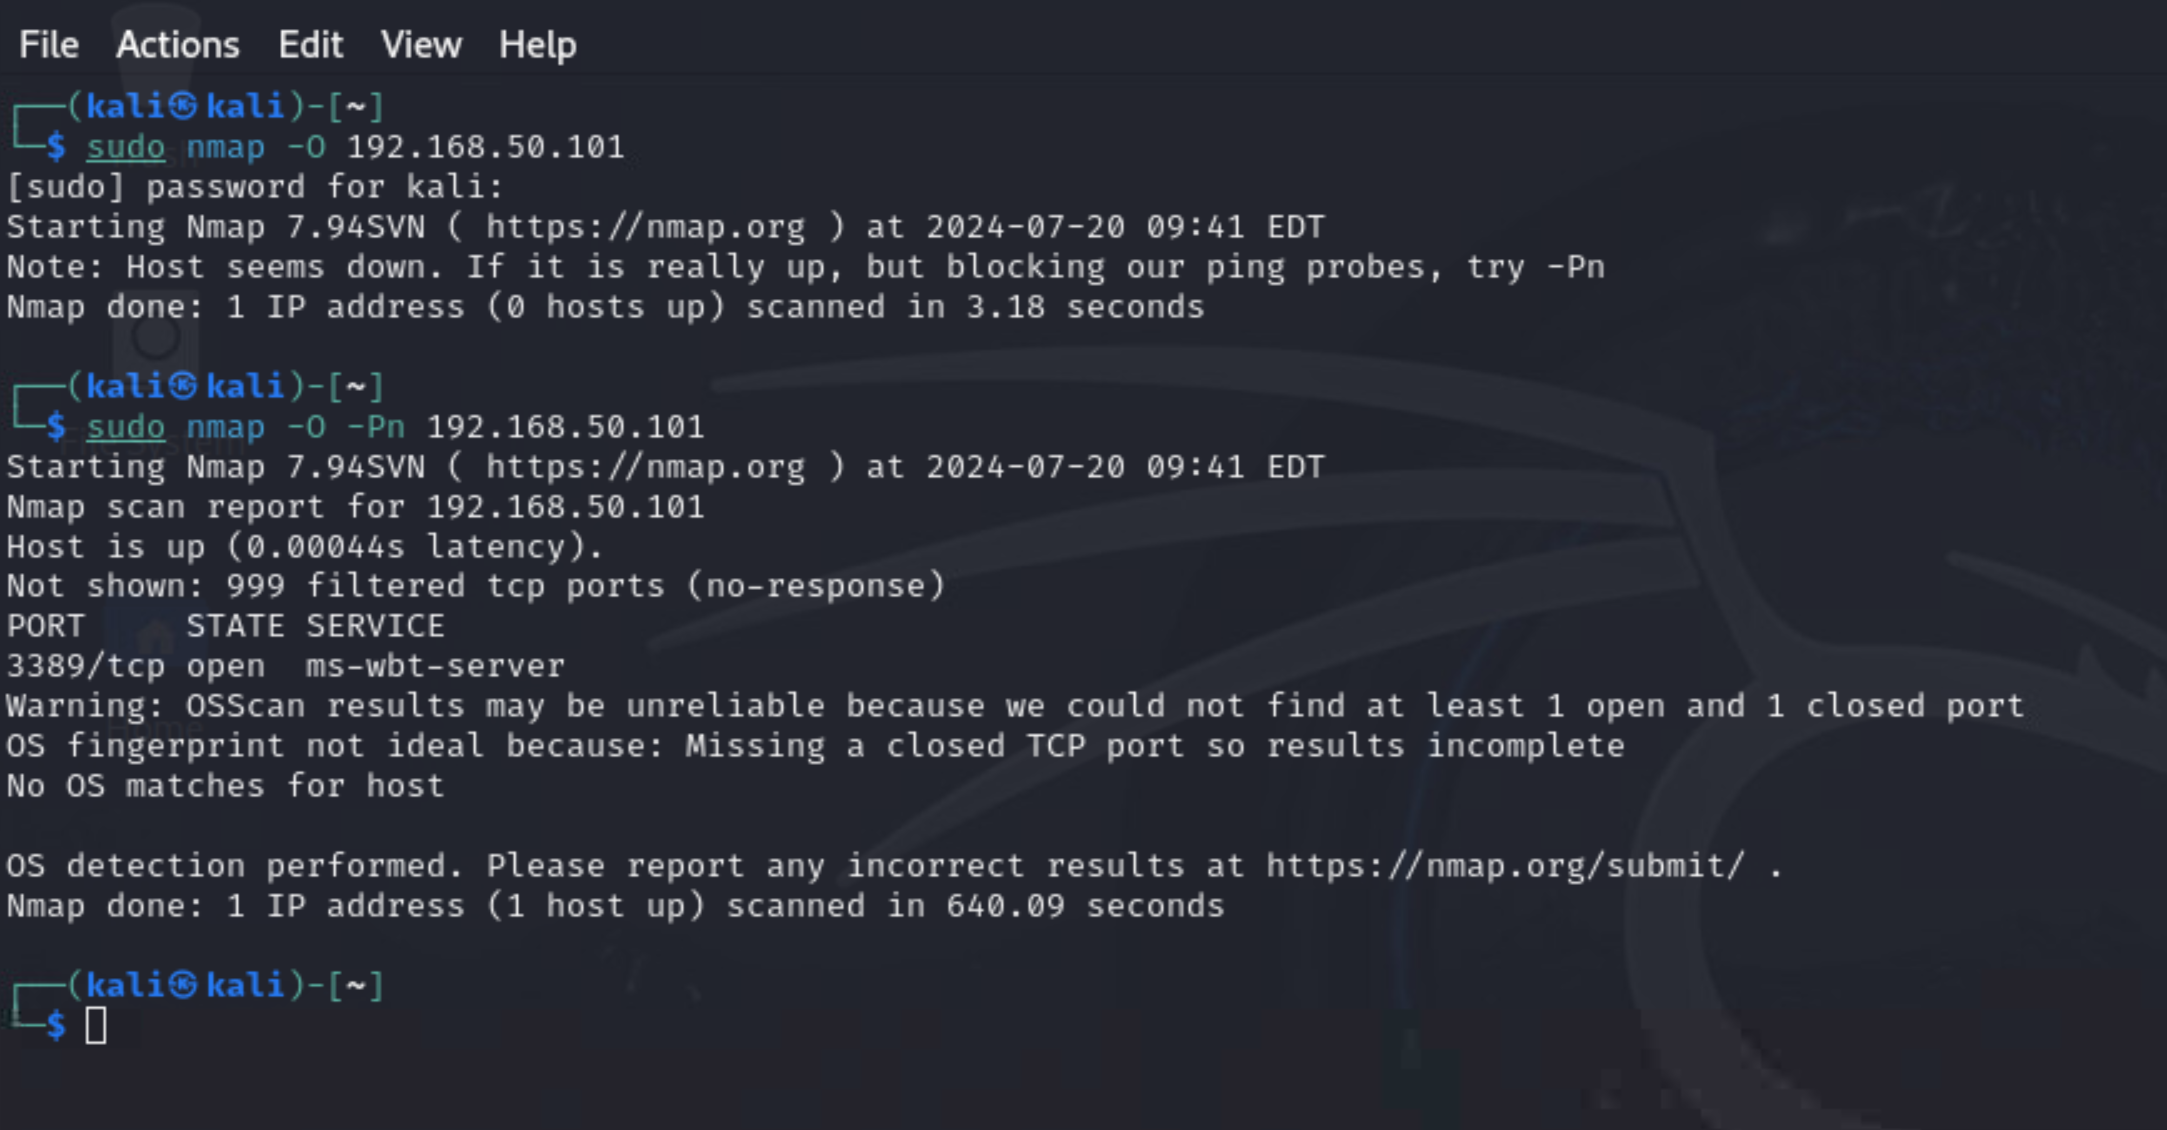 File Actions Edit View Help
┌──(kali㉿kali)-[~]
└─$ sudo nmap -O 192.168.50.101
[sudo] password for kali:
Starting Nmap 7.94SVN ( https://nmap.org ) at 2024-07-20 09:41 EDT
Note: Host seems down. If it is really up, but blocking our ping probes, try -Pn
Nmap done: 1 IP address (0 hosts up) scanned in 3.18 seconds
┌──(kali㉿kali)-[~]
└─$ sudo nmap -O -Pn 192.168.50.101
Starting Nmap 7.94SVN ( https://nmap.org ) at 2024-07-20 09:41 EDT
Nmap scan report for 192.168.50.101
Host is up (0.00044s latency).
Not shown: 999 filtered tcp ports (no-response)
PORT     STATE SERVICE
3389/tcp open  ms-wbt-server
Warning: OSScan results may be unreliable because we could not find at least 1 open and 1 closed port
OS fingerprint not ideal because: Missing a closed TCP port so results incomplete
No OS matches for host
OS detection performed. Please report any incorrect results at https://nmap.org/submit/ .
Nmap done: 1 IP address (1 host up) scanned in 640.09 seconds
┌──(kali㉿kali)-[~]
└─$